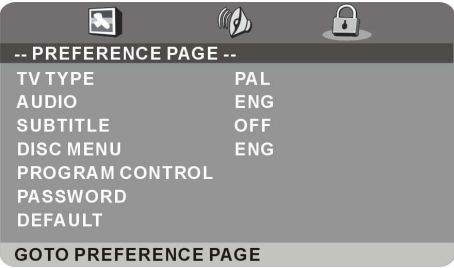 -- PREFERENCE PAGE --
TV TYPE PAL
AUDIO ENG
SUBTITLE OFF
DISC MENU ENG
PROGRAM CONTROL
PASSWORD
DEFAULT
GOTO PREFERENCE PAGE